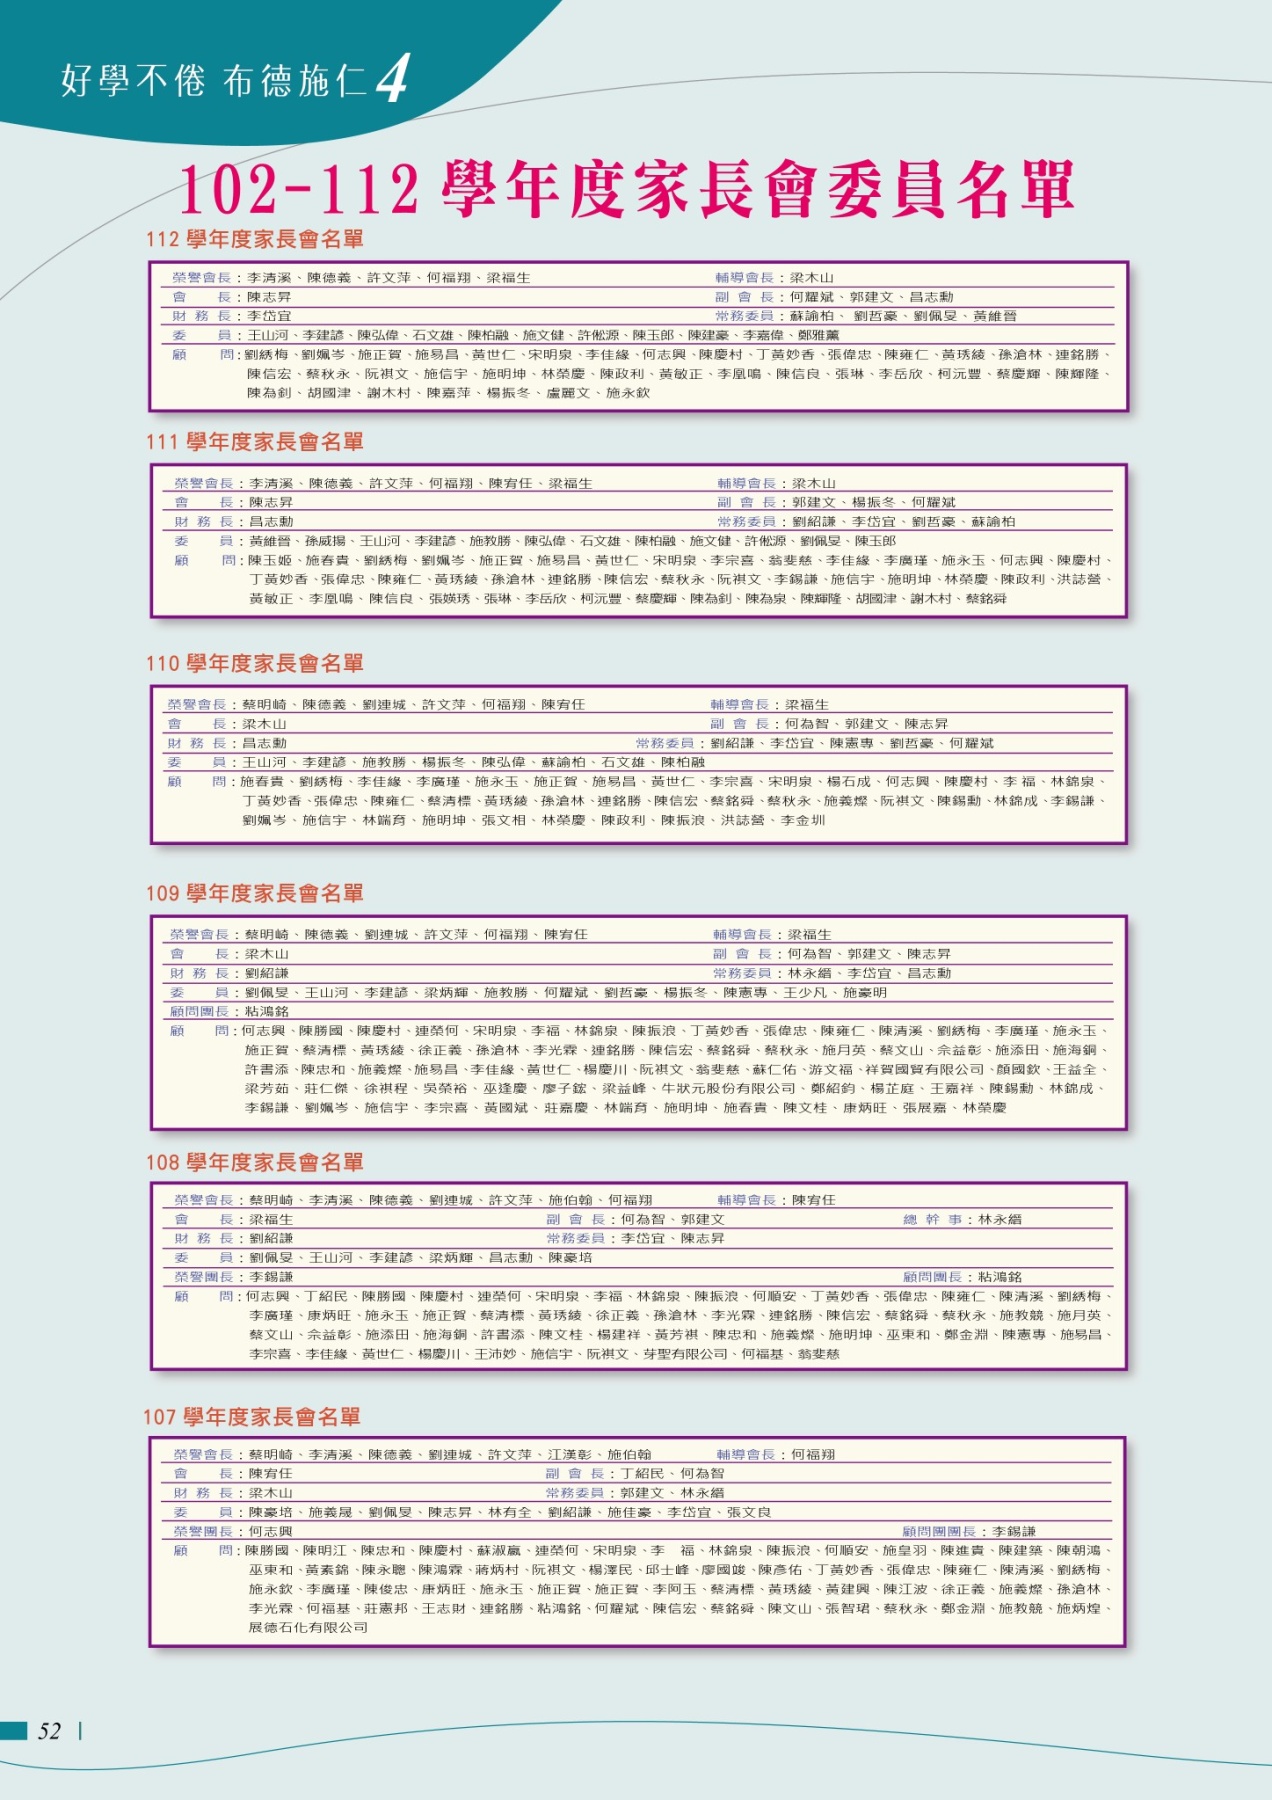 好學不倦 布德施仁4
102-112 學年度家長會委員名單
112 學年度家長會名單
榮譽會長：李清溪、陳德義、許文萍、何福翔、梁福生 輔導會長：梁木山
會 長：陳志昇 副會長：何耀斌、郭建文、昌志勳
財務長：李岱宜 常務委員：蘇諭柏、劉哲豪、劉佩旻、黃維晉
委 員：王山河、李建諺、陳弘偉、石文雄、陳柏融、施文健、許倯源、陳玉郎、陳建豪、李嘉偉、鄭雅薰
顧 問：劉綉梅、劉姵岑、施正賀、施易昌、黃世仁、宋明泉、李佳緣、何志興、陳慶村、丁黃妙香、張偉忠、陳雍仁、黃琇綾、孫滄林、連銘勝、
陳信宏、蔡秋永、阮祺文、施信宇、施明坤、林榮慶、陳政利、黃敏正、李凰鳴、陳信良、張琳、李岳欣、柯沅豐、蔡慶輝、陳輝隆、
陳為釗、胡國津、謝木村、陳嘉萍、楊振冬、盧麗文、施永欽
111 學年度家長會名單
榮譽會長：李清溪、陳德義、許文萍、何福翔、陳宥任、梁福生 輔導會長：梁木山
會 長：陳志昇 副會長：郭建文、楊振冬、何耀斌
財務長：昌志勳 常務委員：劉紹謙、李岱宜、劉哲豪、蘇諭柏
委 員：黃維晉、孫威揚、王山河、李建諺、施教勝、陳弘偉、石文雄、陳柏融、施文健、許倯源、劉佩旻、陳玉郎
顧 問：陳玉姬、施春貴、劉綉梅、劉姵岑、施正賀、施易昌、黃世仁、宋明泉、李宗喜、翁斐慈、李佳緣、李廣瑾、施永玉、何志興、陳慶村、
丁黃妙香、張偉忠、陳雍仁、黃琇綾、孫滄林、連銘勝、陳信宏、蔡秋永、阮祺文、李錫謙、施信宇、施明坤、林榮慶、陳政利、洪誌營、
黃敏正、李凰鳴、陳信良、張媖琇、張琳、李岳欣、柯沅豐、蔡慶輝、陳為釗、陳為泉、陳輝隆、胡國津、謝木村、蔡銘舜
110 學年度家長會名單
榮譽會長：蔡明崎、陳德義、劉連城、許文萍、何福翔、陳宥任 輔導會長：梁福生
會 長：梁木山 副會長：何為智、郭建文、陳志昇
財務長：昌志勳 常務委員：劉紹謙、李岱宜、陳憲專、劉哲豪、何耀斌
委 員：王山河、李建諺、施教勝、楊振冬、陳弘偉、蘇諭柏、石文雄、陳柏融
顧 問：施春貴、劉綉梅、李佳緣、李廣瑾、施永玉、施正賀、施易昌、黃世仁、李宗喜、宋明泉、楊石成、何志興、陳慶村、李 福、林錦泉、
丁黃妙香、張偉忠、陳雍仁、蔡清標、黃琇綾、孫滄林、連銘勝、陳信宏、蔡銘舜、蔡秋永、施義燦、阮祺文、陳錫勳、林錦成、李錫謙、
劉姵岑、施信宇、林端育、施明坤、張文相、林榮慶、陳政利、陳振浪、洪誌營、李金圳
109 學年度家長會名單
榮譽會長：蔡明崎、陳德義、劉連城、許文萍、何福翔、陳宥任 輔導會長：梁福生
會 長：梁木山 副會長：何為智、郭建文、陳志昇
財務長：劉紹謙 常務委員：林永縉、李岱宜、昌志勳
委 員：劉佩旻、王山河、李建諺、梁炳輝、施教勝、何耀斌、劉哲豪、楊振冬、陳憲專、王少凡、施豪明
顧問團長：粘鴻銘
顧 問：何志興、陳勝國、陳慶村、連榮何、宋明泉、李福、林錦泉、陳振浪、丁黃妙香、張偉忠、陳雍仁、陳清溪、劉綉梅、李廣瑾、施永玉、
施正賀、蔡清標、黃琇綾、徐正義、孫滄林、李光霖、連銘勝、陳信宏、蔡銘舜、蔡秋永、施月英、蔡文山、佘益彰、施添田、施海銅、
許書添、陳忠和、施義燦、施易昌、李佳緣、黃世仁、楊慶川、阮祺文、翁斐慈、蘇仁佑、游文福、祥賀國貿有限公司、顏國欽、王益全、
梁芳茹、莊仁傑、徐祺程、吳榮裕、巫逢慶、廖子鋐、梁益峰、牛狀元股份有限公司、鄭紹鈞、楊芷庭、王嘉祥、陳錫勳、林錦成、
李錫謙、劉姵岑、施信宇、李宗喜、黃國斌、莊嘉慶、林端育、施明坤、施春貴、陳文桂、康炳旺、張展嘉、林榮慶
108 學年度家長會名單
榮譽會長：蔡明崎、李清溪、陳德義、劉連城、許文萍、施伯翰、何福翔 輔導會長：陳宥任
會 長：梁福生 副會長：何為智、郭建文 總幹事：林永縉
財務長：劉紹謙 常務委員：李岱宜、陳志昇
委 員：劉佩旻、王山河、李建諺、梁炳輝、昌志勳、陳豪培
榮譽團長：李錫謙 顧問團長：粘鴻銘
顧 問：何志興、丁紹民、陳勝國、陳慶村、連榮何、宋明泉、李福、林錦泉、陳振浪、何順安、丁黃妙香、張偉忠、陳雍仁、陳清溪、劉綉梅、
李廣瑾、康炳旺、施永玉、施正賀、蔡清標、黃琇綾、徐正義、孫滄林、李光霖、連銘勝、陳信宏、蔡銘舜、蔡秋永、施教競、施月英、
蔡文山、佘益彰、施添田、施海銅、許書添、陳文桂、楊建祥、黃芳祺、陳忠和、施義燦、施明坤、巫東和、鄭金淵、陳憲專、施易昌、
李宗喜、李佳緣、黃世仁、楊慶川、王沛妙、施信宇、阮祺文、芽聖有限公司、何福基、翁斐慈
107 學年度家長會名單
榮譽會長：蔡明崎、李清溪、陳德義、劉連城、許文萍、江漢彰、施伯翰 輔導會長：何福翔
會 長：陳宥任 副會長：丁紹民、何為智
財務長：梁木山 常務委員：郭建文、林永縉
委 員：陳豪培、施義晟、劉佩旻、陳志昇、林有全、劉紹謙、施佳豪、李岱宜、張文良
榮譽團長：何志興 顧問團團長：李錫謙
顧 問：陳勝國、陳明江、陳忠和、陳慶村、蘇淑贏、連榮何、宋明泉、李 福、林錦泉、陳振浪、何順安、施皇羽、陳進貴、陳建築、陳朝鴻、
巫東和、黃素錦、陳永聰、陳鴻霖、蔣炳村、阮祺文、楊澤民、邱士峰、廖國竣、陳彥佑、丁黃妙香、張偉忠、陳雍仁、陳清溪、劉綉梅、
施永欽、李廣瑾、陳俊忠、康炳旺、施永玉、施正賀、施正賀、李阿玉、蔡清標、黃琇綾、黃建興、陳江波、徐正義、施義燦、孫滄林、
李光霖、何福基、莊憲邦、王志財、連銘勝、粘鴻銘、何耀斌、陳信宏、蔡銘舜、陳文山、張智珺、蔡秋永、鄭金淵、施教競、施炳煌、
展德石化有限公司
52